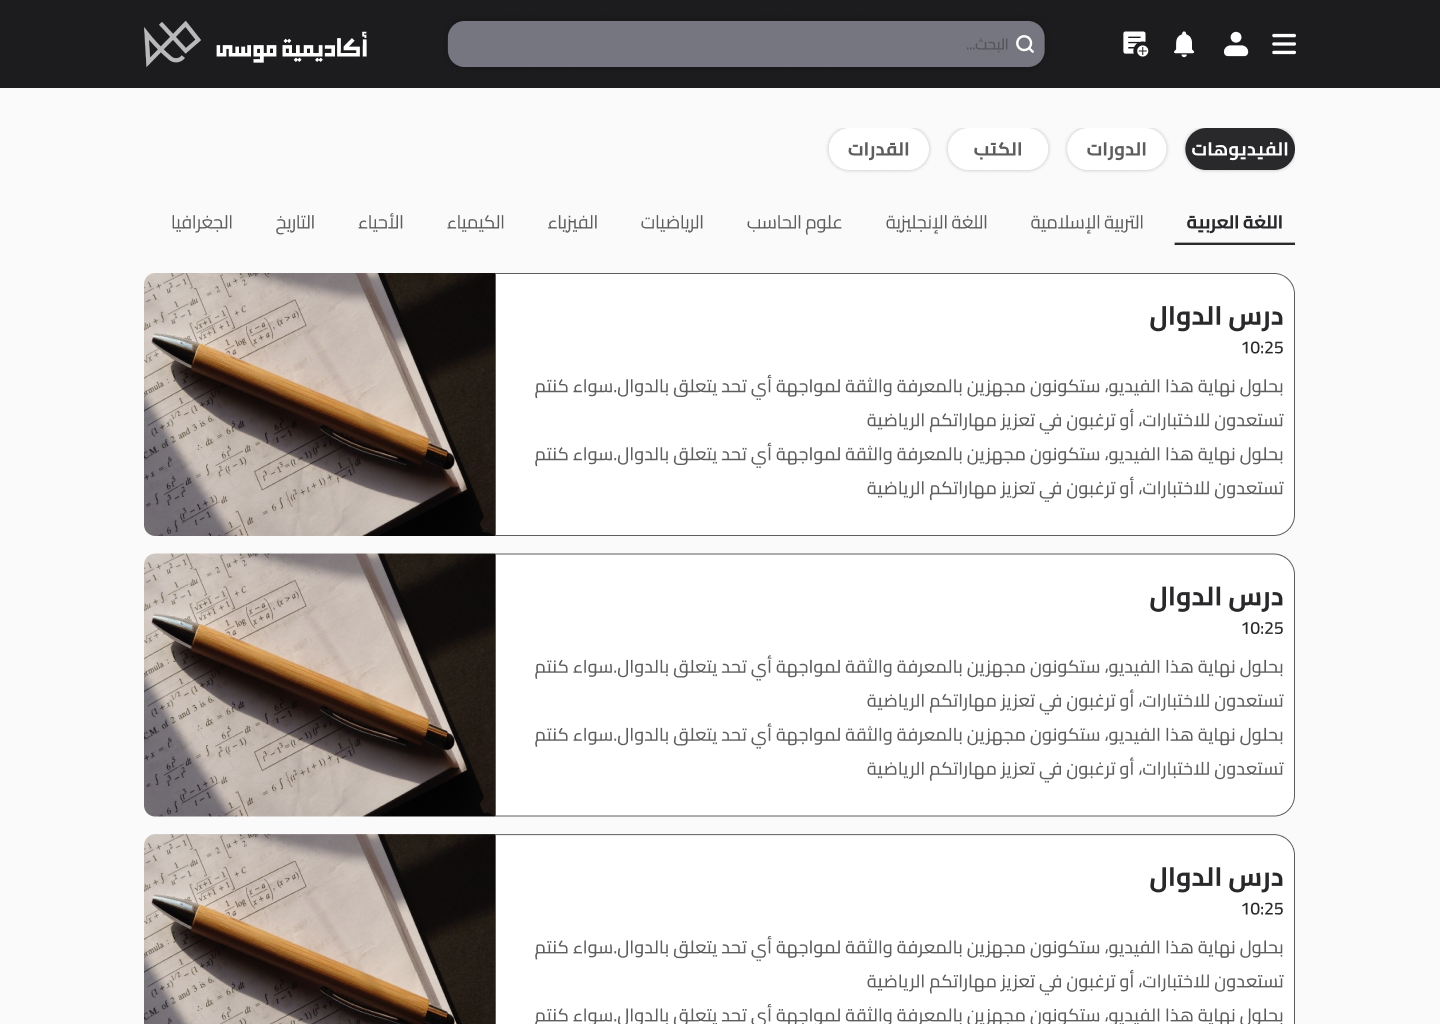 البحث...
أكاديمية موسى
الفيديوهات
الدورات
الكتب
القدرات
اللغة العربية
التربية الإسلامية
اللغة الإنجليزية
علوم الحاسب
الرياضيات
الفيزياء
الكيمياء
الأحياء
التاريخ
الجغرافيا
درس الدوال
10:25
بحلول نهاية هذا الفيديو، ستكونون مجهزين بالمعرفة والثقة لمواجهة أي تحد يتعلق بالدوال.سواء كنتم
تستعدون للاختبارات، أو ترغبون في تعزيز مهاراتكم الرياضية
بحلول نهاية هذا الفيديو، ستكونون مجهزين بالمعرفة والثقة لمواجهة أي تحد يتعلق بالدوال.سواء كنتم
تستعدون للاختبارات، أو ترغبون في تعزيز مهاراتكم الرياضية
درس الدوال
10:25
بحلول نهاية هذا الفيديو، ستكونون مجهزين بالمعرفة والثقة لمواجهة أي تحد يتعلق بالدوال.سواء كنتم
تستعدون للاختبارات، أو ترغبون في تعزيز مهاراتكم الرياضية
بحلول نهاية هذا الفيديو، ستكونون مجهزين بالمعرفة والثقة لمواجهة أي تحد يتعلق بالدوال.سواء كنتم
تستعدون للاختبارات، أو ترغبون في تعزيز مهاراتكم الرياضية
درس الدوال
10:25
بحلول نهاية هذا الفيديو، ستكونون مجهزين بالمعرفة والثقة لمواجهة أي تحد يتعلق بالدوال.سواء كنتم
تستعدون للاختبارات، أو ترغبون في تعزيز مهاراتكم الرياضية
بحلول نهاية هذا الفيديو، ستكونون مجهزين بالمعرفة والثقة لمواجهة أي تحد يتعلق بالدوال.سواء كنتم